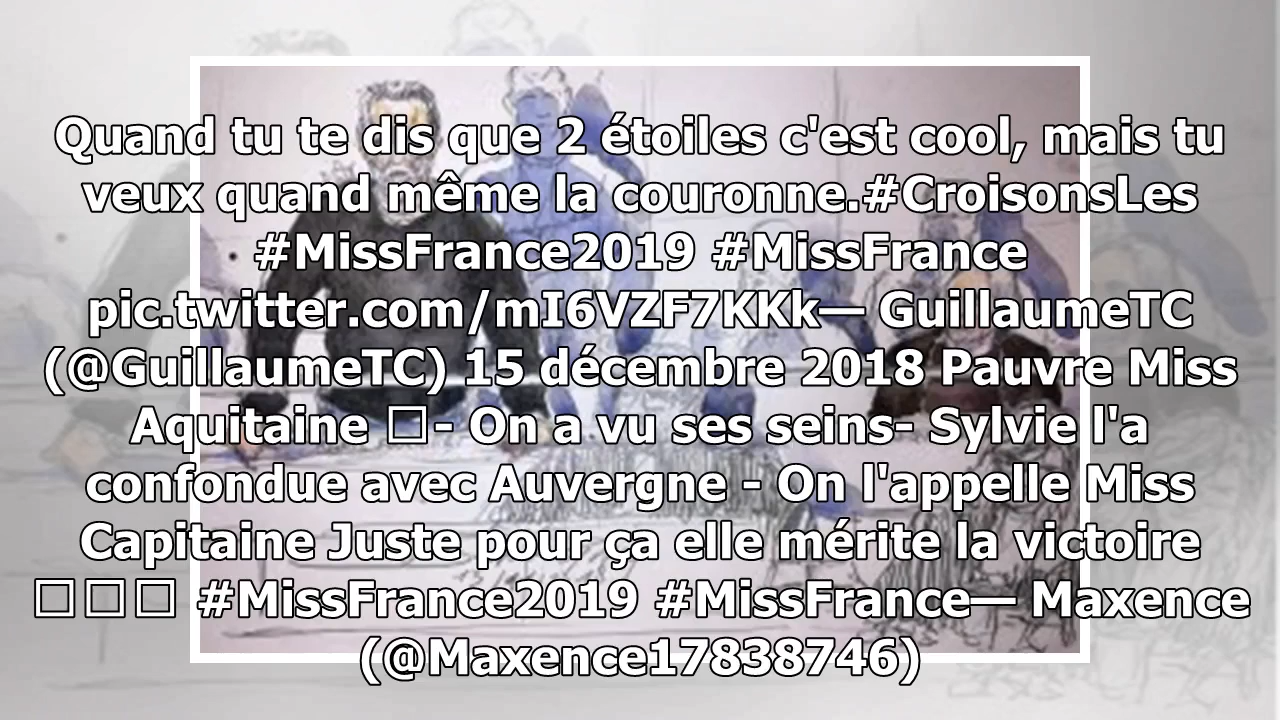 Quand tu te dis que 2 étoiles c'est cool, mais tu
veux quand même la couronne.#CroisonsLes
#MissFrance2019 #MissFrance
pic.twitter.com/mI6VZF7KKk— GuillaumeTC
(@GuillaumeTC) 15 décembre 2018 Pauvre Miss
Aquitaine □- On a vu ses seins- Sylvie l'a
confondue avec Auvergne - On l'appelle Miss
Capitaine Juste pour ça elle mérite la victoire
□□□ #MissFrance2019 #MissFrance— Maxence
(@Maxence17838746)